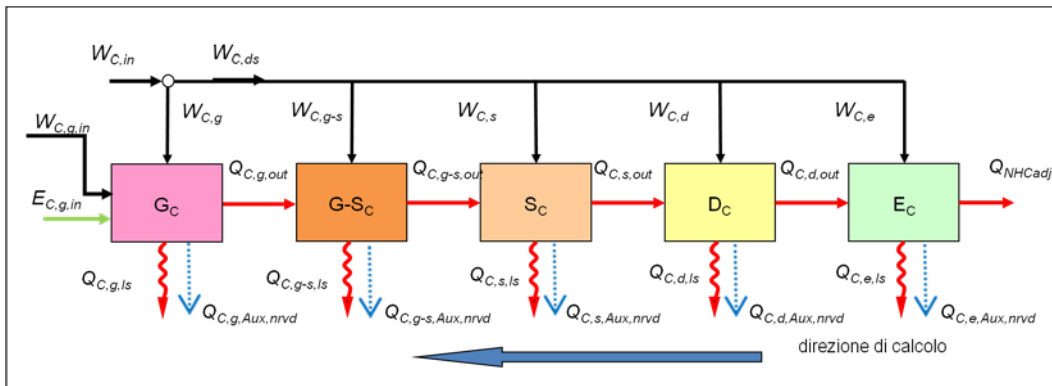 W_C,in
W_C,ds
W_C,g
W_C,g-s
W_C,s
W_C,d
W_C,e
W_C,g,in
E_C,g,in
G_C
Q_C,g,out
G-S_C
Q_C,g-s,out
S_C
Q_C,s,out
D_C
Q_C,d,out
E_C
Q_NHCadj
Q_C,g,ls
Q_C,g-s,ls
Q_C,s,ls
Q_C,d,ls
Q_C,e,ls
Q_C,g,Aux,nrvd
Q_C,g-s,Aux,nrvd
Q_C,s,Aux,nrvd
Q_C,d,Aux,nrvd
Q_C,e,Aux,nrvd
direzione di calcolo